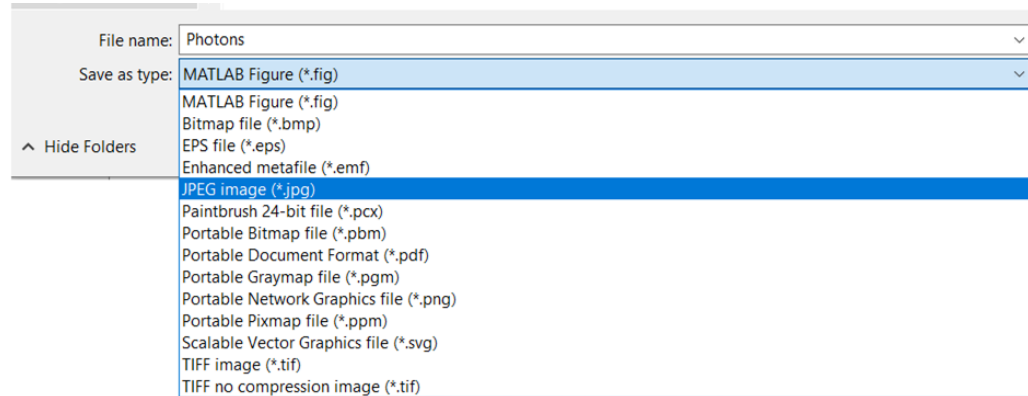 File name: Photons
Save as type: MATLAB Figure (*.fig)
MATLAB Figure (*.fig)
Bitmap file (*.bmp)
Hide Folders
EPS file (*.eps)
Enhanced metafile (*.emf)
JPEG image (*.jpg)
Paintbrush 24-bit file (*.pcx)
Portable Bitmap file (*.pbm)
Portable Document Format (*.pdf)
Portable Graymap file (*.pgm)
Portable Network Graphics file (*.png)
Portable Pixmap file (*.ppm)
Scalable Vector Graphics file (*.svg)
TIFF image (*.tif)
TIFF no compression image (*.tif)